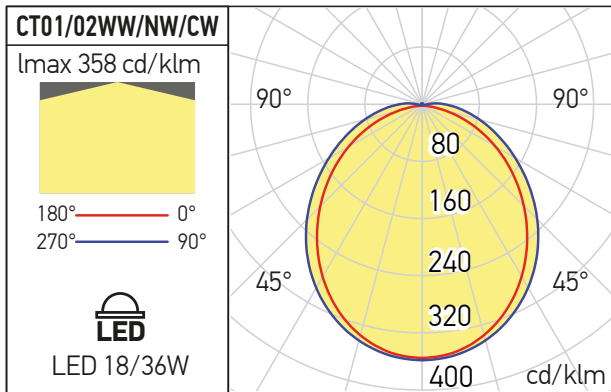 CT01/02WW/NW/CW
lmax 358 cd/klm
180° 0°
270° 90°
LED
LED 18/36W
90° 90°
80
160
45° 240 45°
320
400 cd/klm